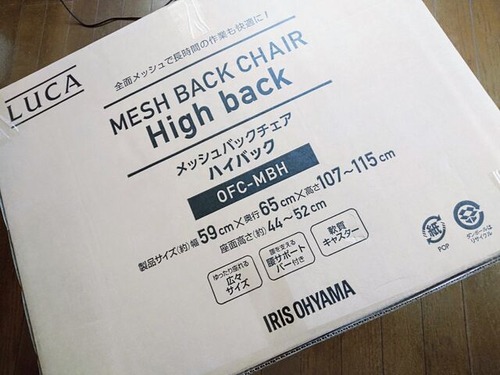 LUCA
全面メッシュで長時間の作業も快適に！
MESH BACK CHAIR
High back
メッシュバックチェア
ハイバック
OFC-MBH
製品サイズ(約) 幅59cm×奥行65cm×高さ107～115cm
座面高さ(約)44～52cm
ゆったり座れる
広々
サイズ
腰を支える
腰サポート
バー付き
軟質
キャスター
紙
POP
ダンボールは
リサイクル
IRIS OHYAMA